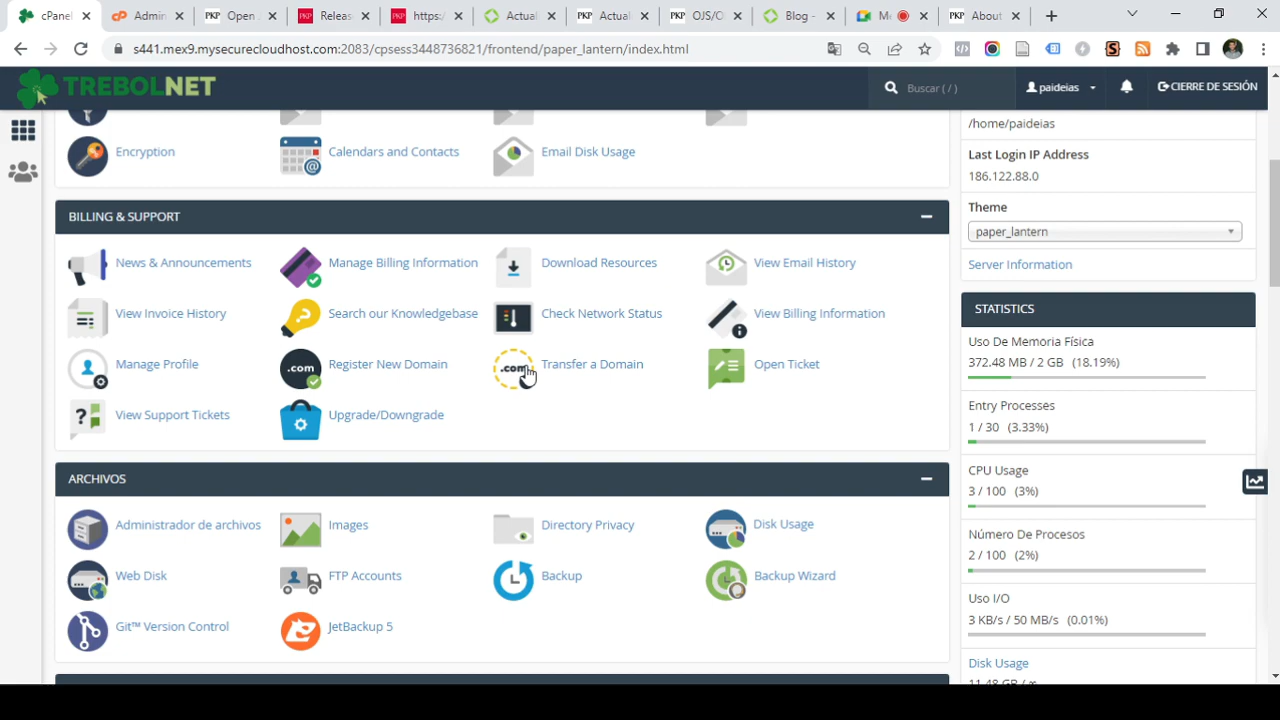 cPanel
Admin
Open
Releas
https:/
Actual
Actual
OJS/O
Blog -
Me
About
s441.mex9.mysecurecloudhost.com:2083/cpsess3448736821/frontend/paper_lantern/index.html
TREBOLNET
Buscar ( / )
paideias
CIERRE DE SESIÓN
Encryption
Calendars and Contacts
Email Disk Usage
BILLING & SUPPORT
News & Announcements
Manage Billing Information
Download Resources
View Email History
View Invoice History
Search our Knowledgebase
Check Network Status
View Billing Information
Manage Profile
.com
Register New Domain
.com
Transfer a Domain
Open Ticket
View Support Tickets
Upgrade/Downgrade
ARCHIVOS
Administrador de archivos
Images
Directory Privacy
Disk Usage
Web Disk
FTP Accounts
Backup
Backup Wizard
Git™ Version Control
JetBackup 5
/home/paideias
Last Login IP Address
186.122.88.0
Theme
paper_lantern
Server Information
STATISTICS
Uso De Memoria Física
372.48 MB / 2 GB (18.19%)
Entry Processes
1 / 30 (3.33%)
CPU Usage
3 / 100 (3%)
Número De Procesos
2 / 100 (2%)
Uso I/O
3 KB/s / 50 MB/s (0.01%)
Disk Usage
11.48 GB / ∞